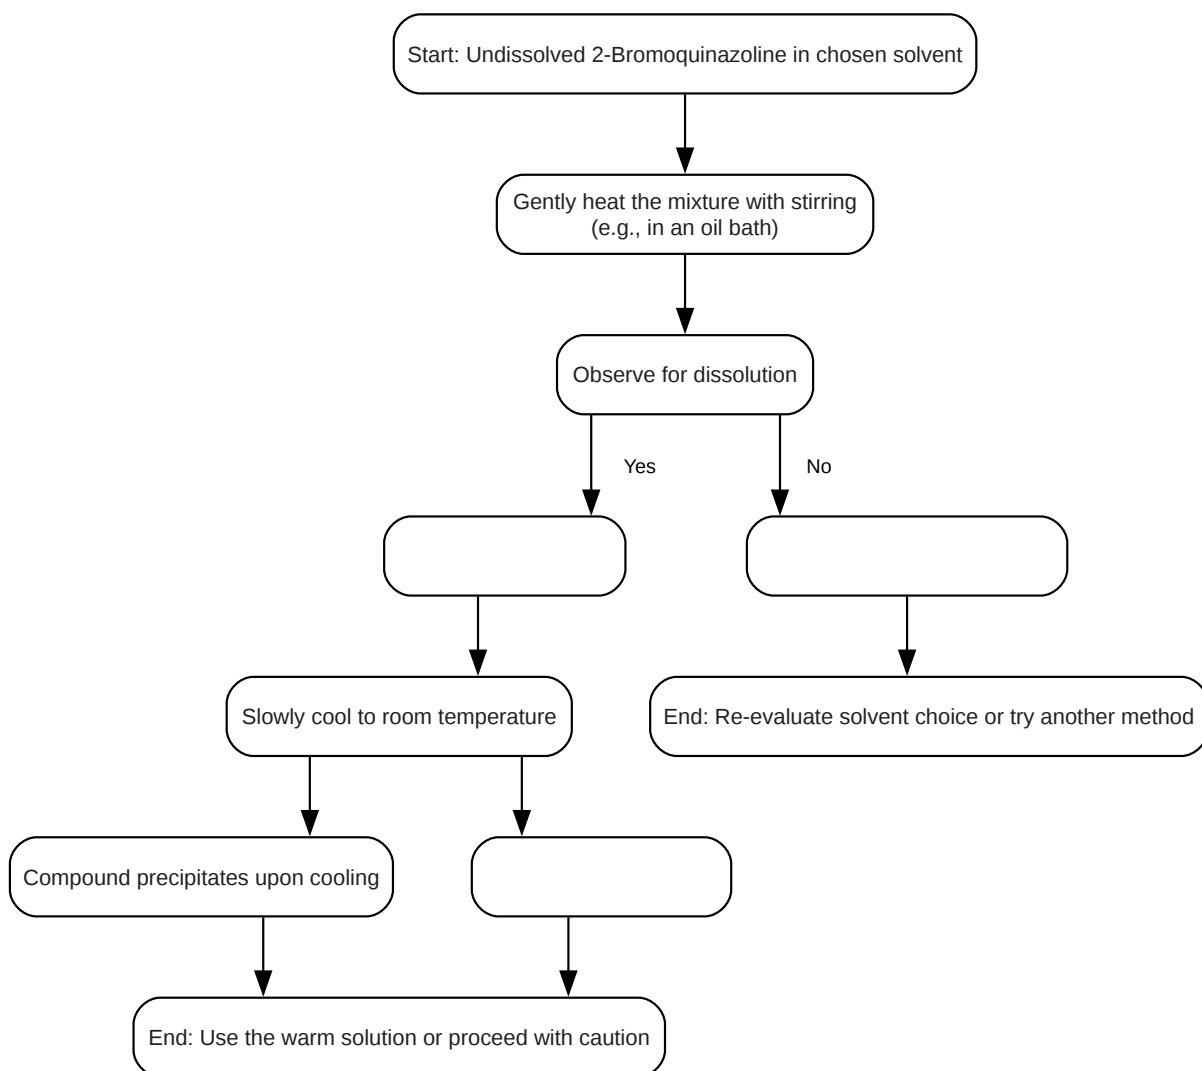 Start: Undissolved 2-Bromoquinazoline in chosen solvent
Gently heat the mixture with stirring
(e.g., in an oil bath)
Observe for dissolution
Yes
No
Slowly cool to room temperature
End: Re-evaluate solvent choice or try another method
Compound precipitates upon cooling
End: Use the warm solution or proceed with caution